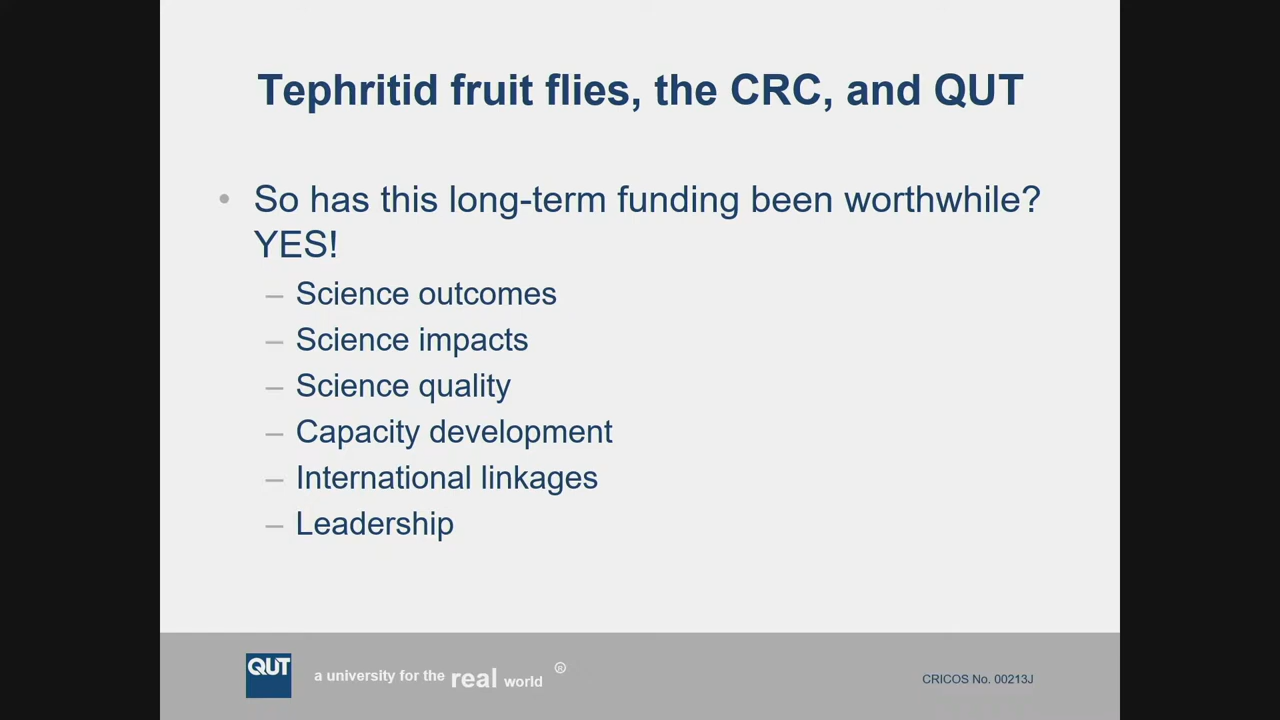 Tephritid fruit flies, the CRC, and QUT
• So has this long-term funding been worthwhile?
YES!
– Science outcomes
– Science impacts
– Science quality
– Capacity development
– International linkages
– Leadership
QUT
a university for the real world ®
CRICOS No. 00213J